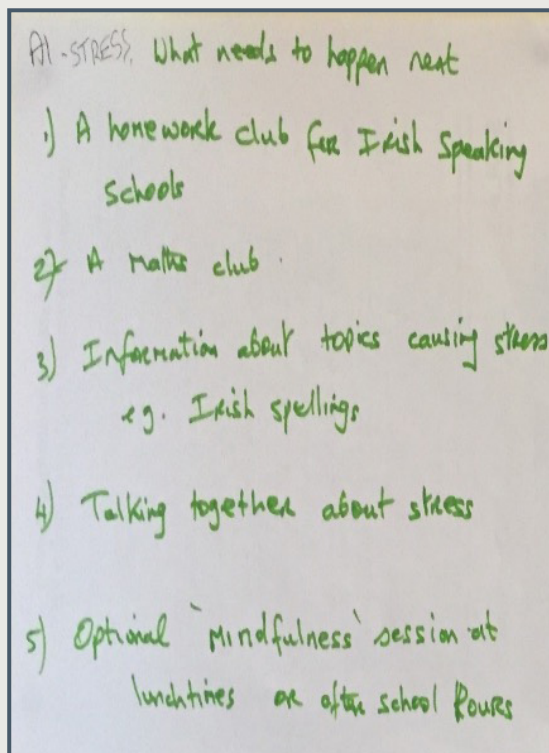 A1-STRESS. What needs to happen next
1) A homework club for Irish speaking
schools
2) A maths club.
3) Information about topics causing stress
eg. Irish spellings
4) Talking together about stress
5) Optional 'Mindfulness' session at
lunchtimes or after school hours